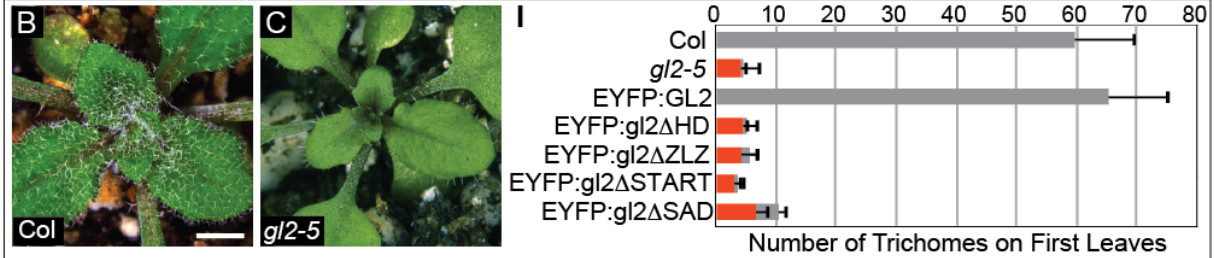 B
Col
C
gl2-5
I
0 10 20 30 40 50 60 70 80
Col
gl2-5
EYFP:GL2
EYFP:gl2ΔHD
EYFP:gl2ΔZLZ
EYFP:gl2ΔSTART
EYFP:gl2ΔSAD
Number of Trichomes on First Leaves